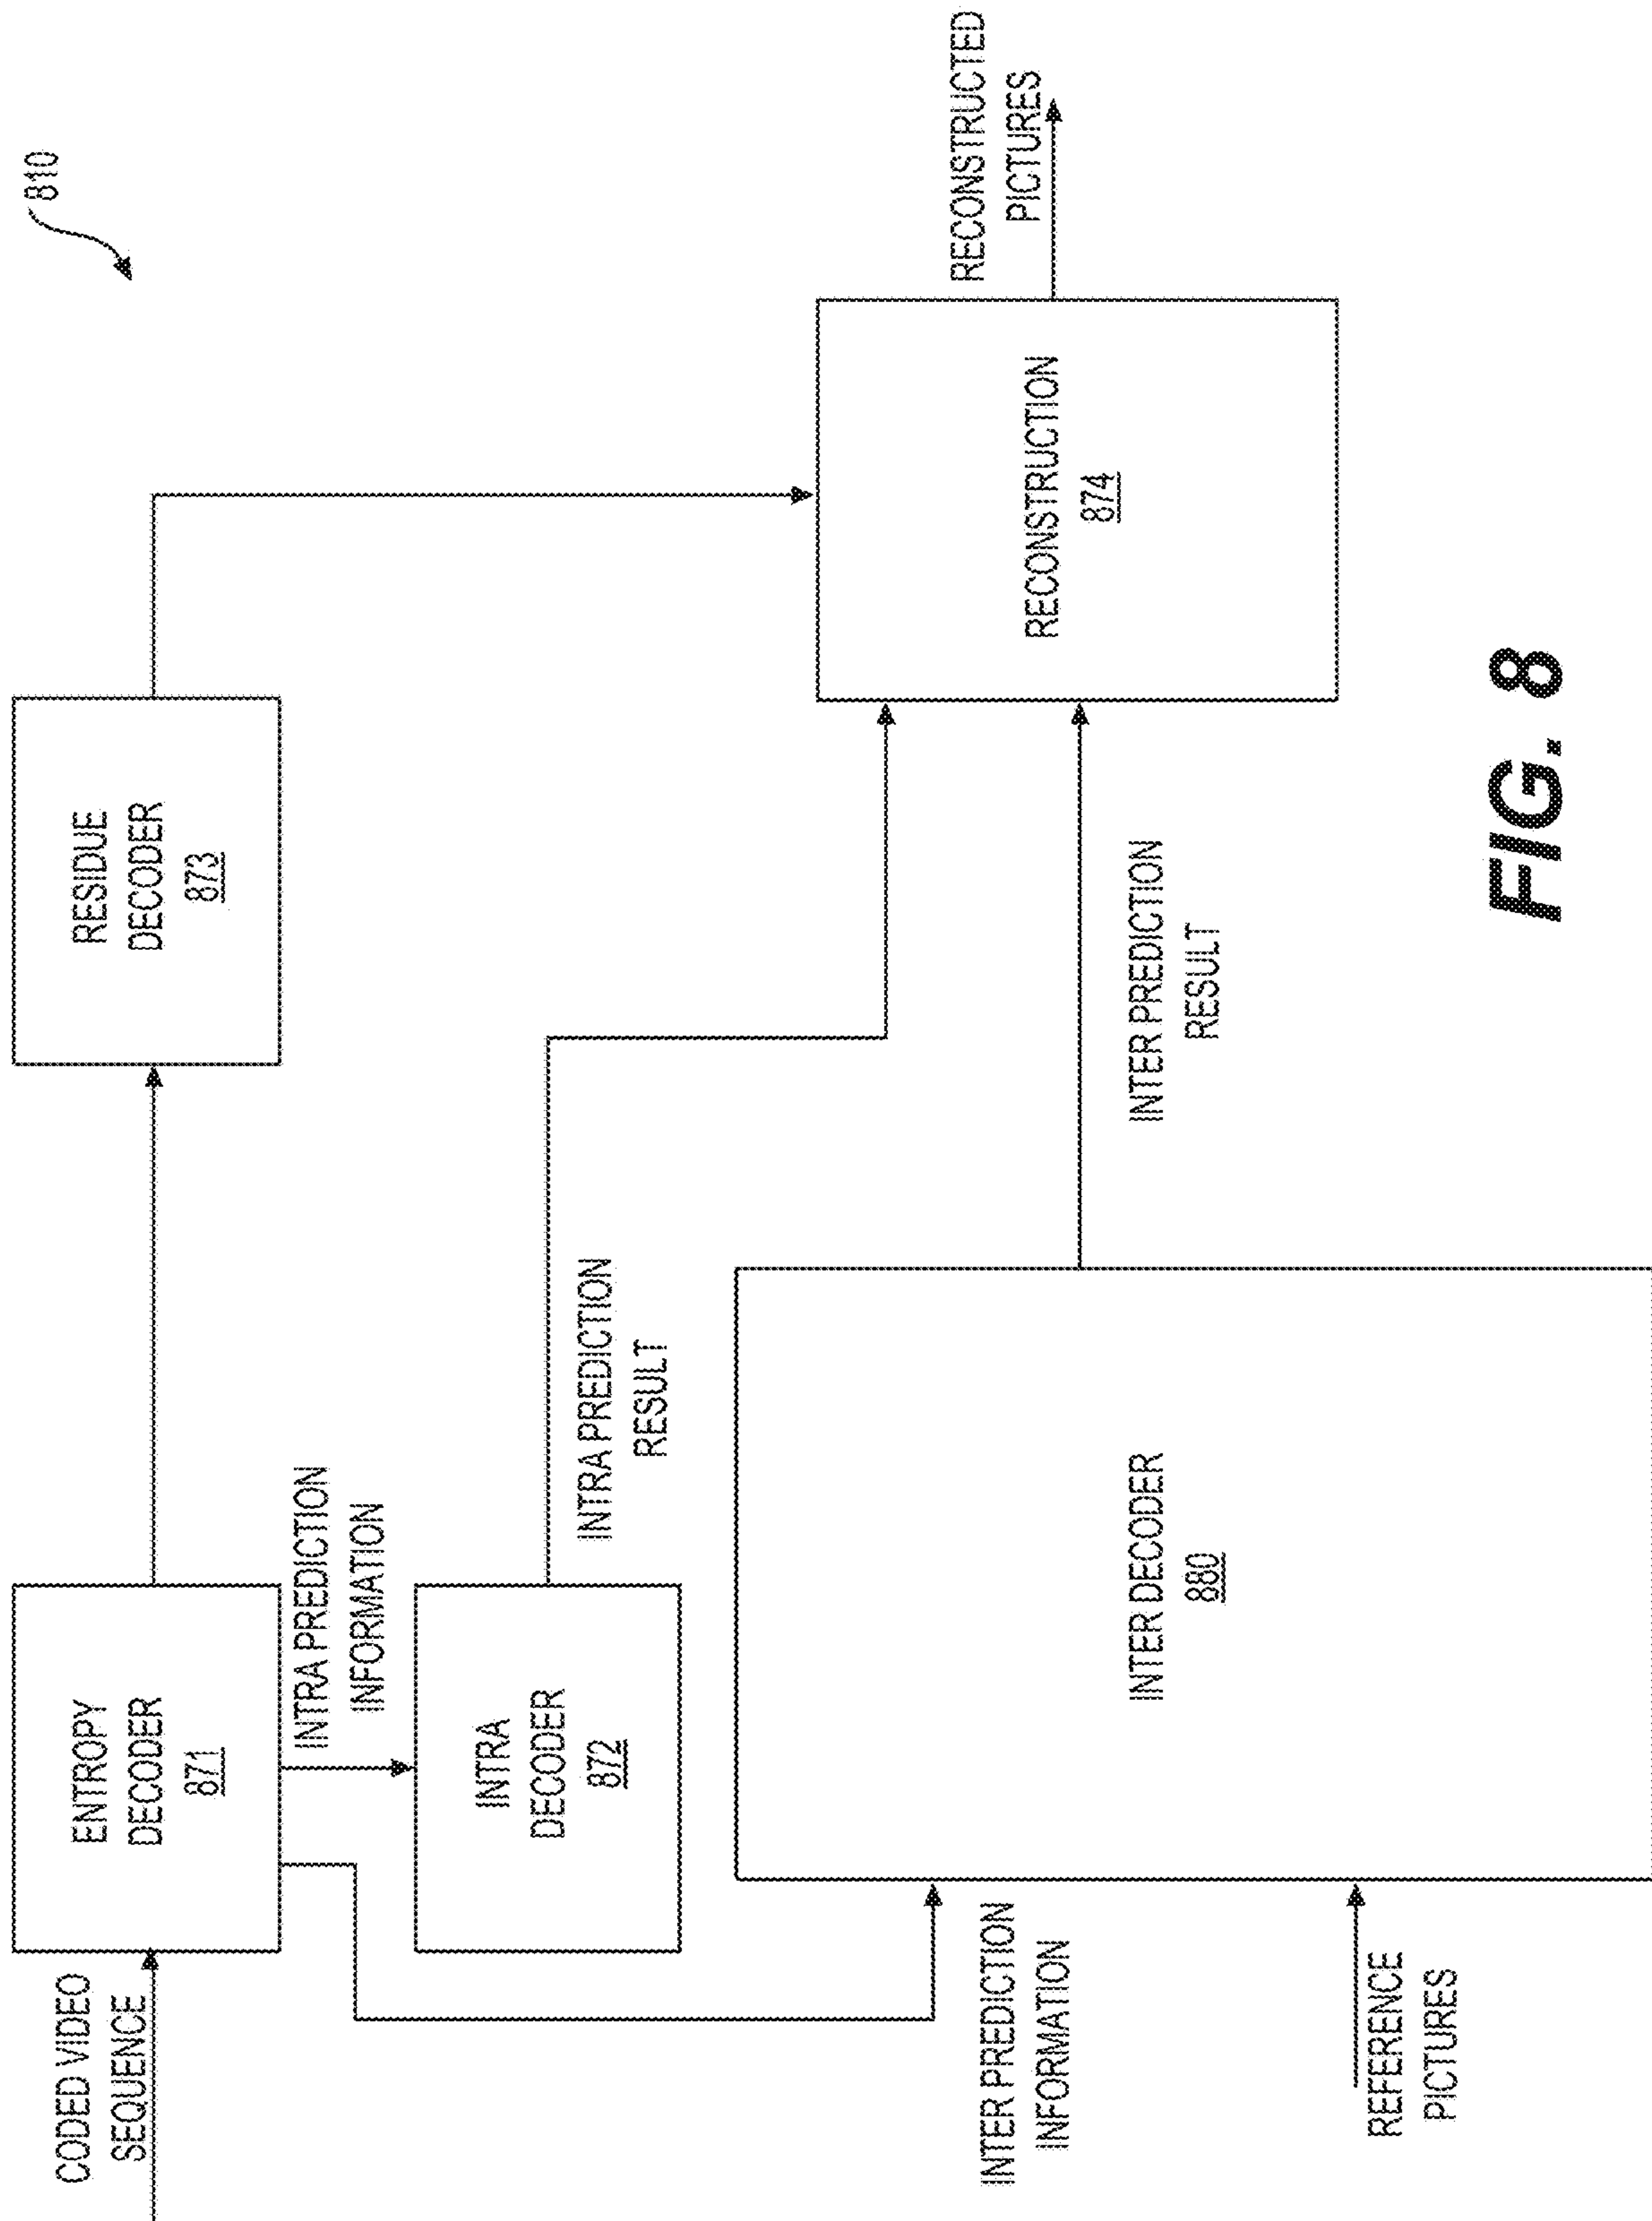 810
CODED VIDEO
SEQUENCE
ENTROPY
DECODER
871
RESIDUE
DECODER
873
INTRA PREDICTION
INFORMATION
INTRA
DECODER
872
INTRA PREDICTION
RESULT
INTER PREDICTION
INFORMATION
REFERENCE
PICTURES
INTER DECODER
880
INTER PREDICTION
RESULT
RECONSTRUCTION
874
RECONSTRUCTED
PICTURES
FIG. 8